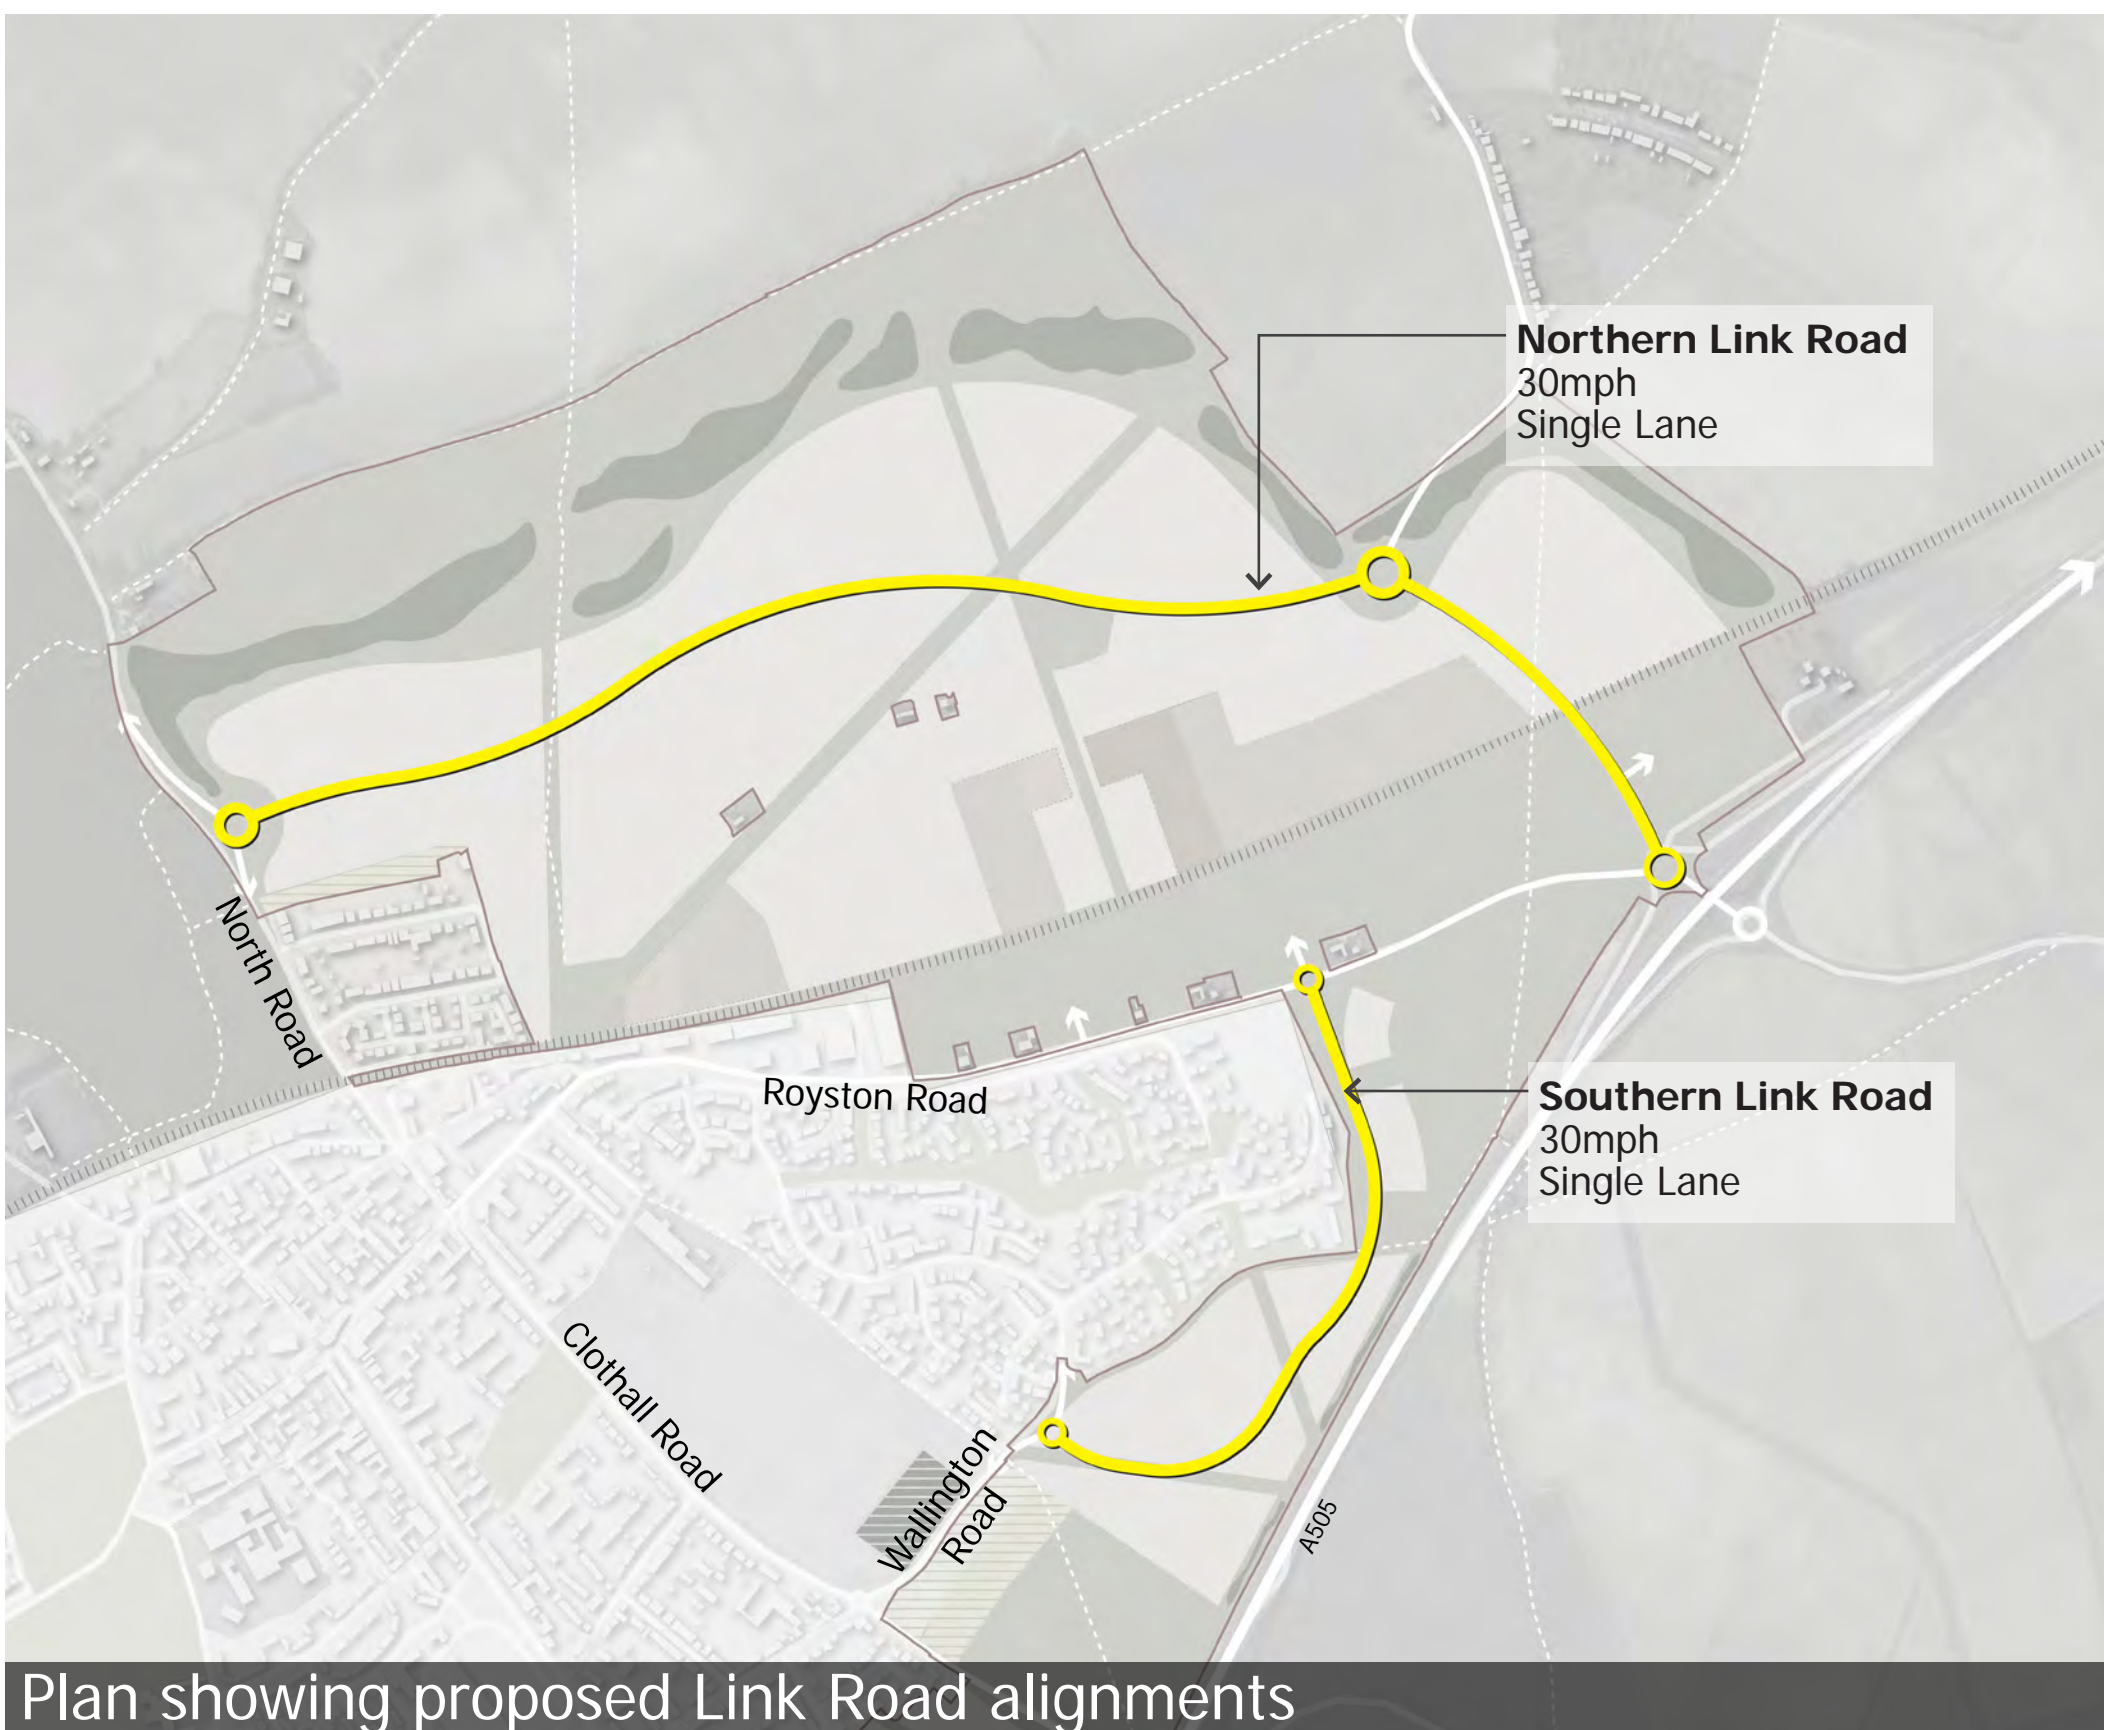 Northern Link Road
30mph
Single Lane
North Road
Royston Road
Southern Link Road
30mph
Single Lane
Clothall Road
Wallington
Road
A505
Plan showing proposed Link Road alignments